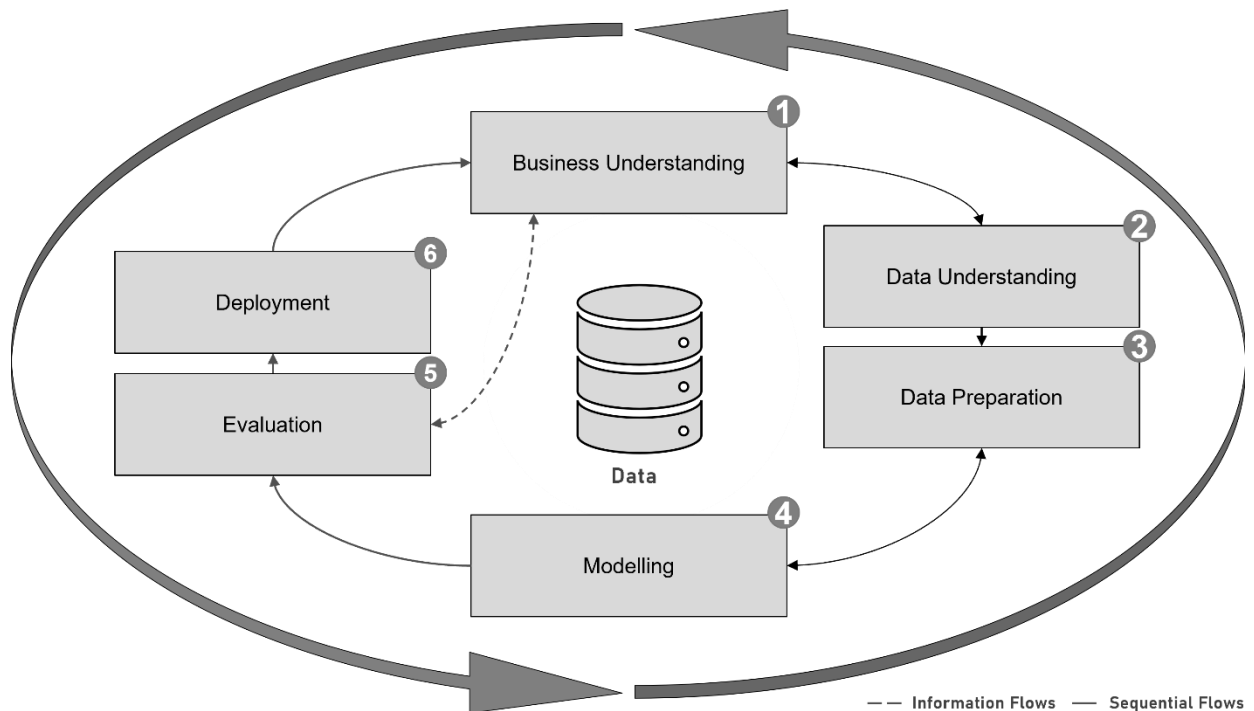 1
Business Understanding
2
Data Understanding
3
Data Preparation
4
Modelling
5
Evaluation
6
Deployment
Data
Information Flows
Sequential Flows